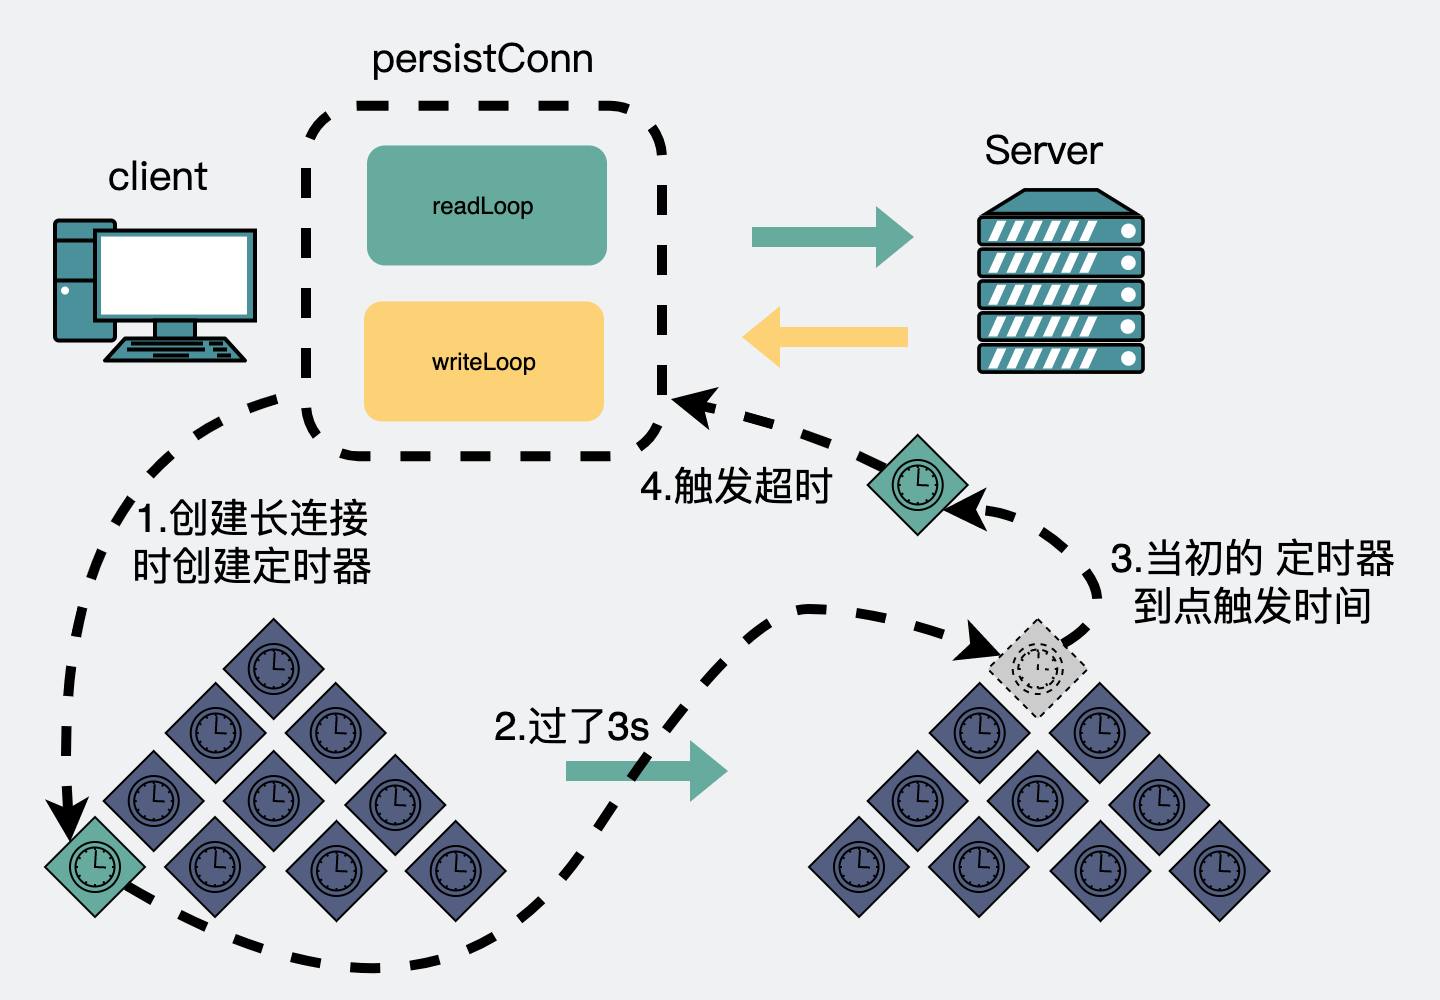 persistConn
client
Server
readLoop
writeLoop
4.触发超时
1.创建长连接
时创建定时器
3.当初的 定时器
到点触发时间
2.过了3s